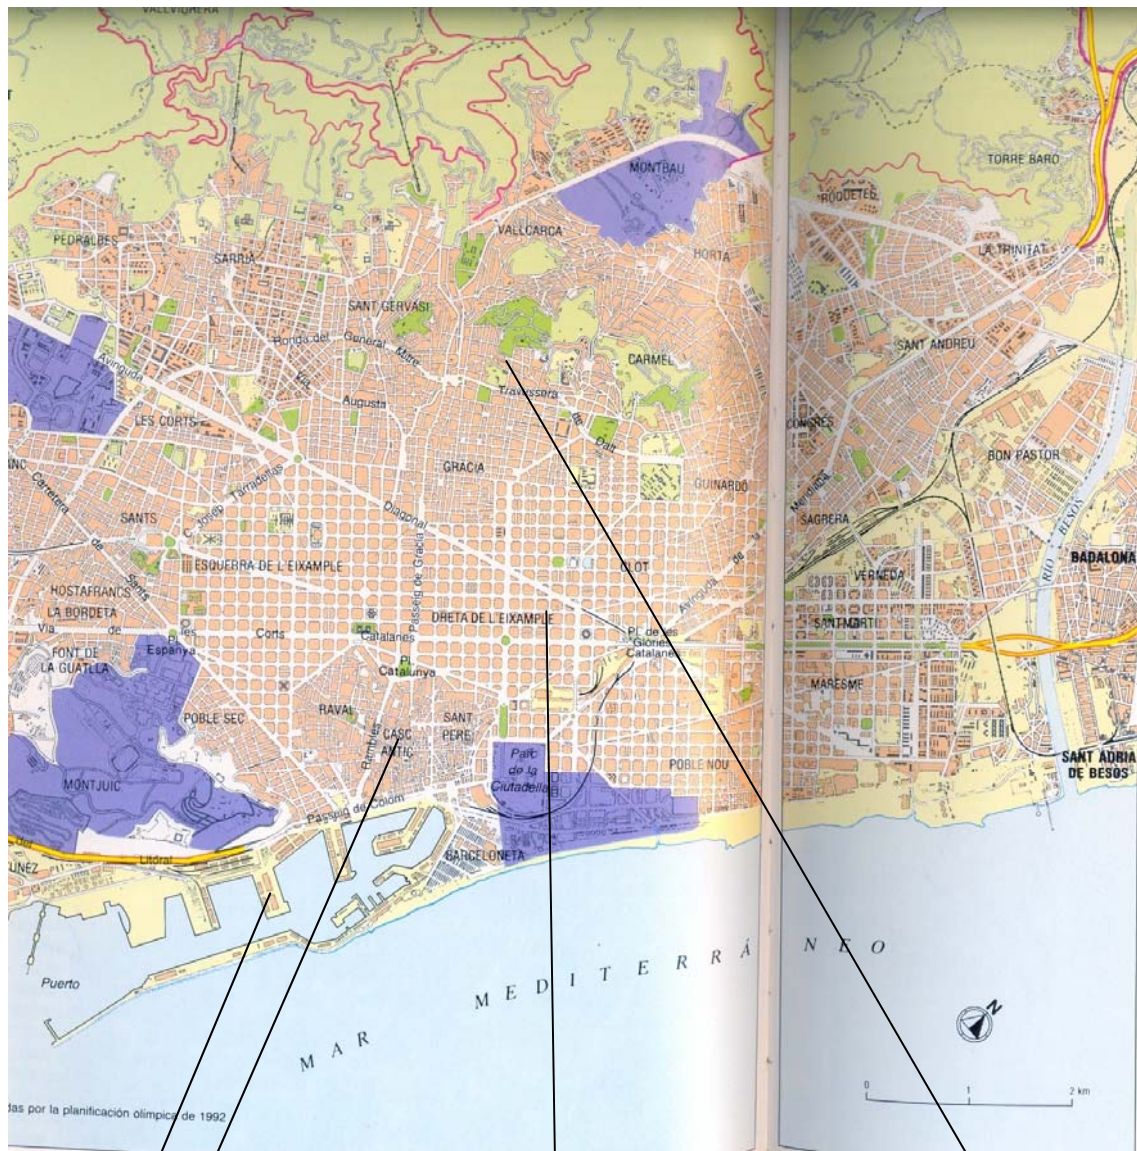 VALLVIDRERA
MONTBAU
TORRE BARO
ROQUETES
VALLCARCA
PEDRALBES
LA TRINITAT
SARRIA
HORTA
SANT GERVASI
Ronda del General Mitre
SANT ANDREU
CARMEL
Avinguda
Via
Augusta
Travessera
de
Dalt
LES CORTS
CONGRES
GRACIA
BON PASTOR
Carretera
de
Sants
Tarradellas
GUINARDÓ
Meridiana
Josep
Diagonal
SANTS
SAGRERA
RIO BESOS
BADALONA
ESQUERRA DE L'EIXAMPLE
Passeig de Gràcia
CLOT
Avinguda de la
VERNEDA
HOSTAFRANCS
LA BORDETA
DRETA DE L'EIXAMPLE
SANT MARTI
Via de les Corts Catalanes
Pl. de les
Glòries
Catalanes
Pl.
Espanya
FONT DE
LA GUATLLA
Pl.
Catalunya
MARESME
RAVAL
POBLE SEC
SANT
PERE
CASC
ANTIC
Rambles
Parc
de la
Ciutadella
POBLE NOU
SANT ADRIA
DE BESOS
MONTJUIC
Passeig de Colom
Litoral
BARCELONETA
Puerto
MAR MEDITERRÁNEO
N
0 1 2 km
das por la planificación olímpica de 1992